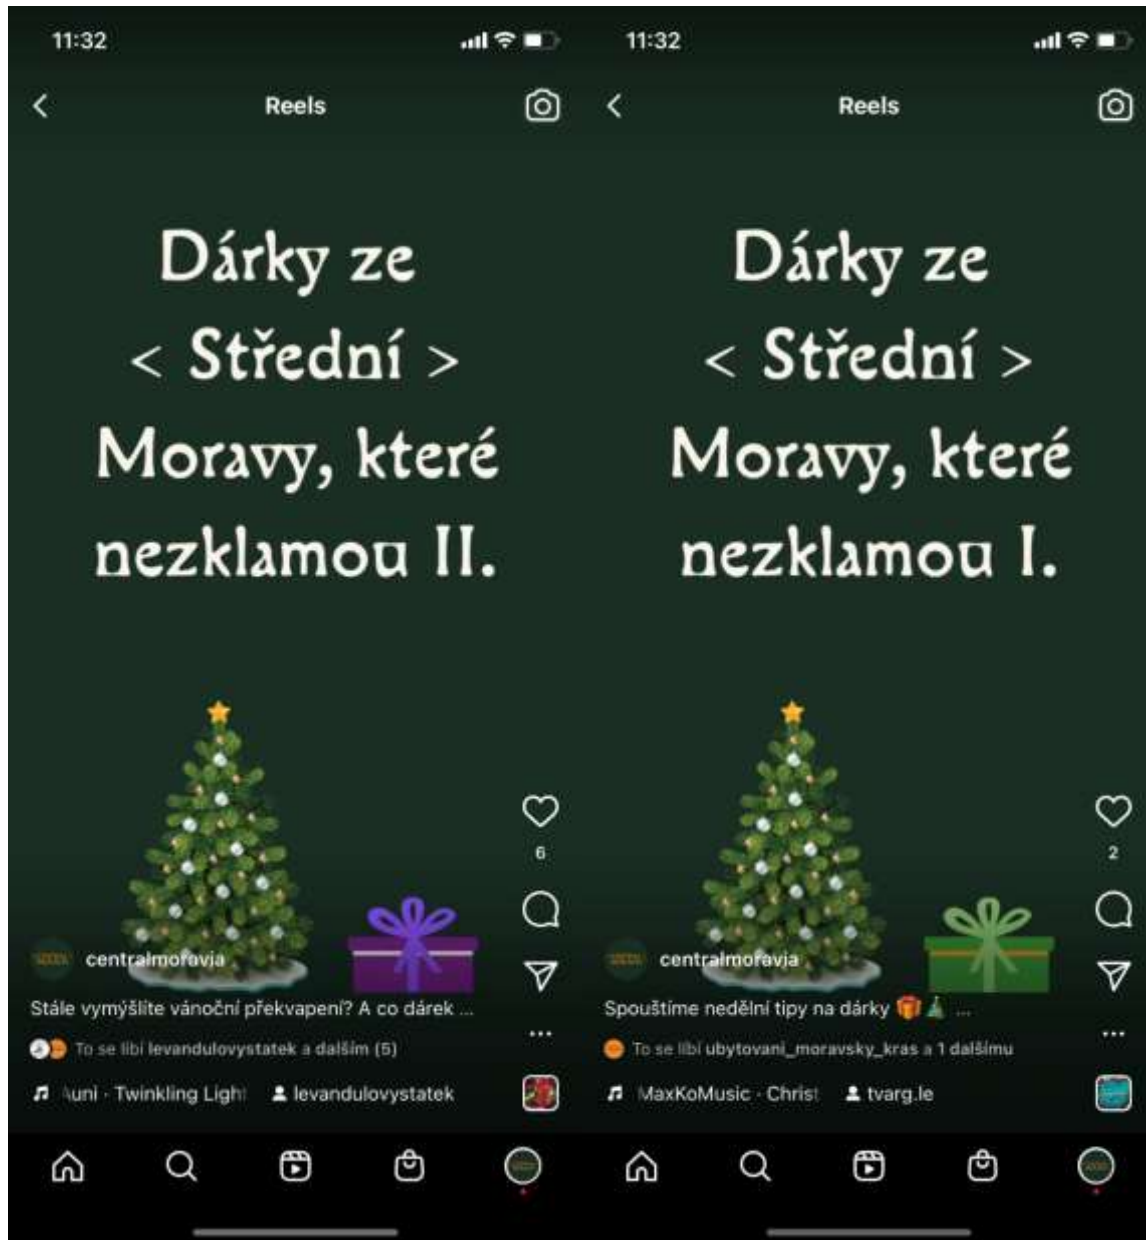 11:32
Reels
Dárky ze
< Střední >
Moravy, které
nezklamou II.
6
centralmoravia
Stále vymýšlíte vánoční překvapení? A co dárek ...
To se líbí levandulovystatek a dalším (5)
Auni · Twinkling Light
levandulovystatek
11:32
Reels
Dárky ze
< Střední >
Moravy, které
nezklamou I.
2
centralmoravia
Spouštíme nedělní tipy na dárky 🎁🎄 ...
To se líbí ubytovani_moravsky_kras a 1 dalšímu
MaxKoMusic · Christ
tvarg.le